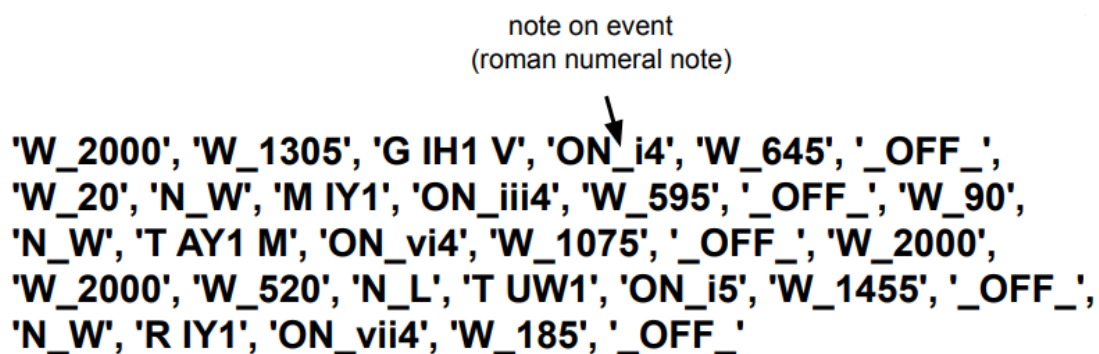 note on event
(roman numeral note)
'W_2000', 'W_1305', 'G IH1 V', 'ON_i4', 'W_645', '_OFF_',
'W_20', 'N_W', 'M IY1', 'ON_iii4', 'W_595', '_OFF_', 'W_90',
'N_W', 'T AY1 M', 'ON_vi4', 'W_1075', '_OFF_', 'W_2000',
'W_2000', 'W_520', 'N_L', 'T UW1', 'ON_i5', 'W_1455', '_OFF_',
'N_W', 'R IY1', 'ON_vii4', 'W_185', '_OFF_'